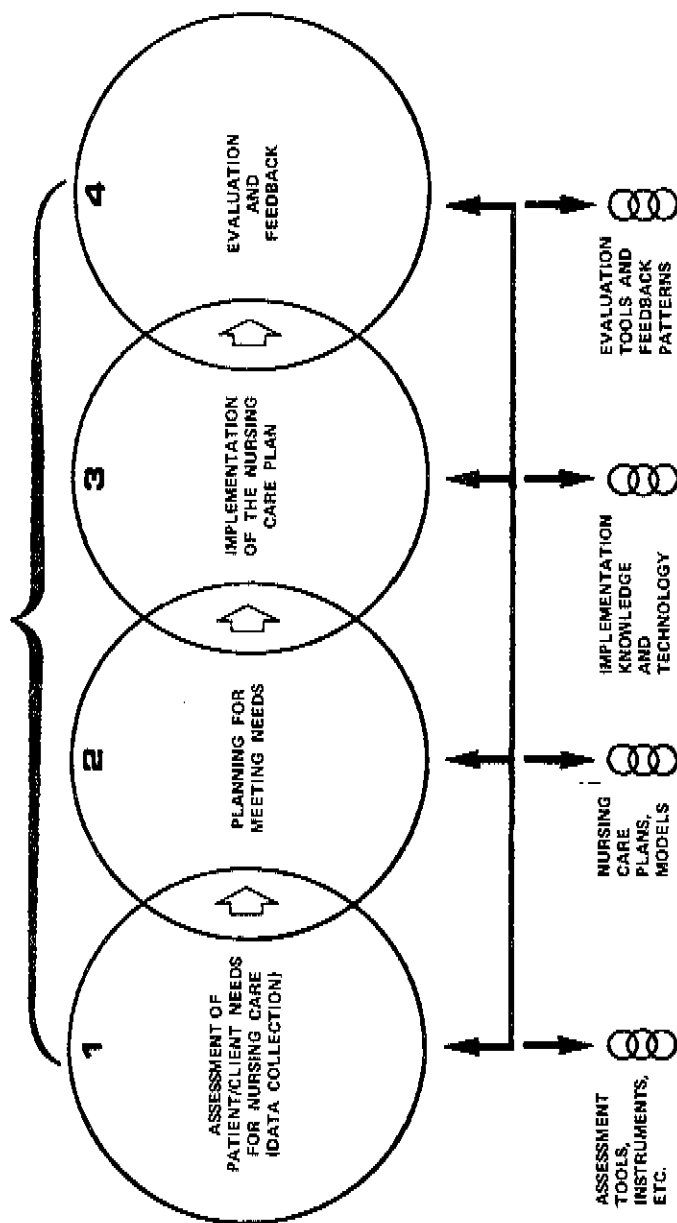 1
ASSESSMENT OF
PATIENT/CLIENT NEEDS
FOR NURSING CARE
(DATA COLLECTION)
2
PLANNING FOR
MEETING NEEDS
3
IMPLEMENTATION
OF THE NURSING
CARE PLAN
4
EVALUATION
AND
FEEDBACK
ASSESSMENT
TOOLS,
INSTRUMENTS,
ETC.
NURSING
CARE
PLANS,
MODELS
IMPLEMENTATION
KNOWLEDGE
AND
TECHNOLOGY
EVALUATION
TOOLS AND
FEEDBACK
PATTERNS